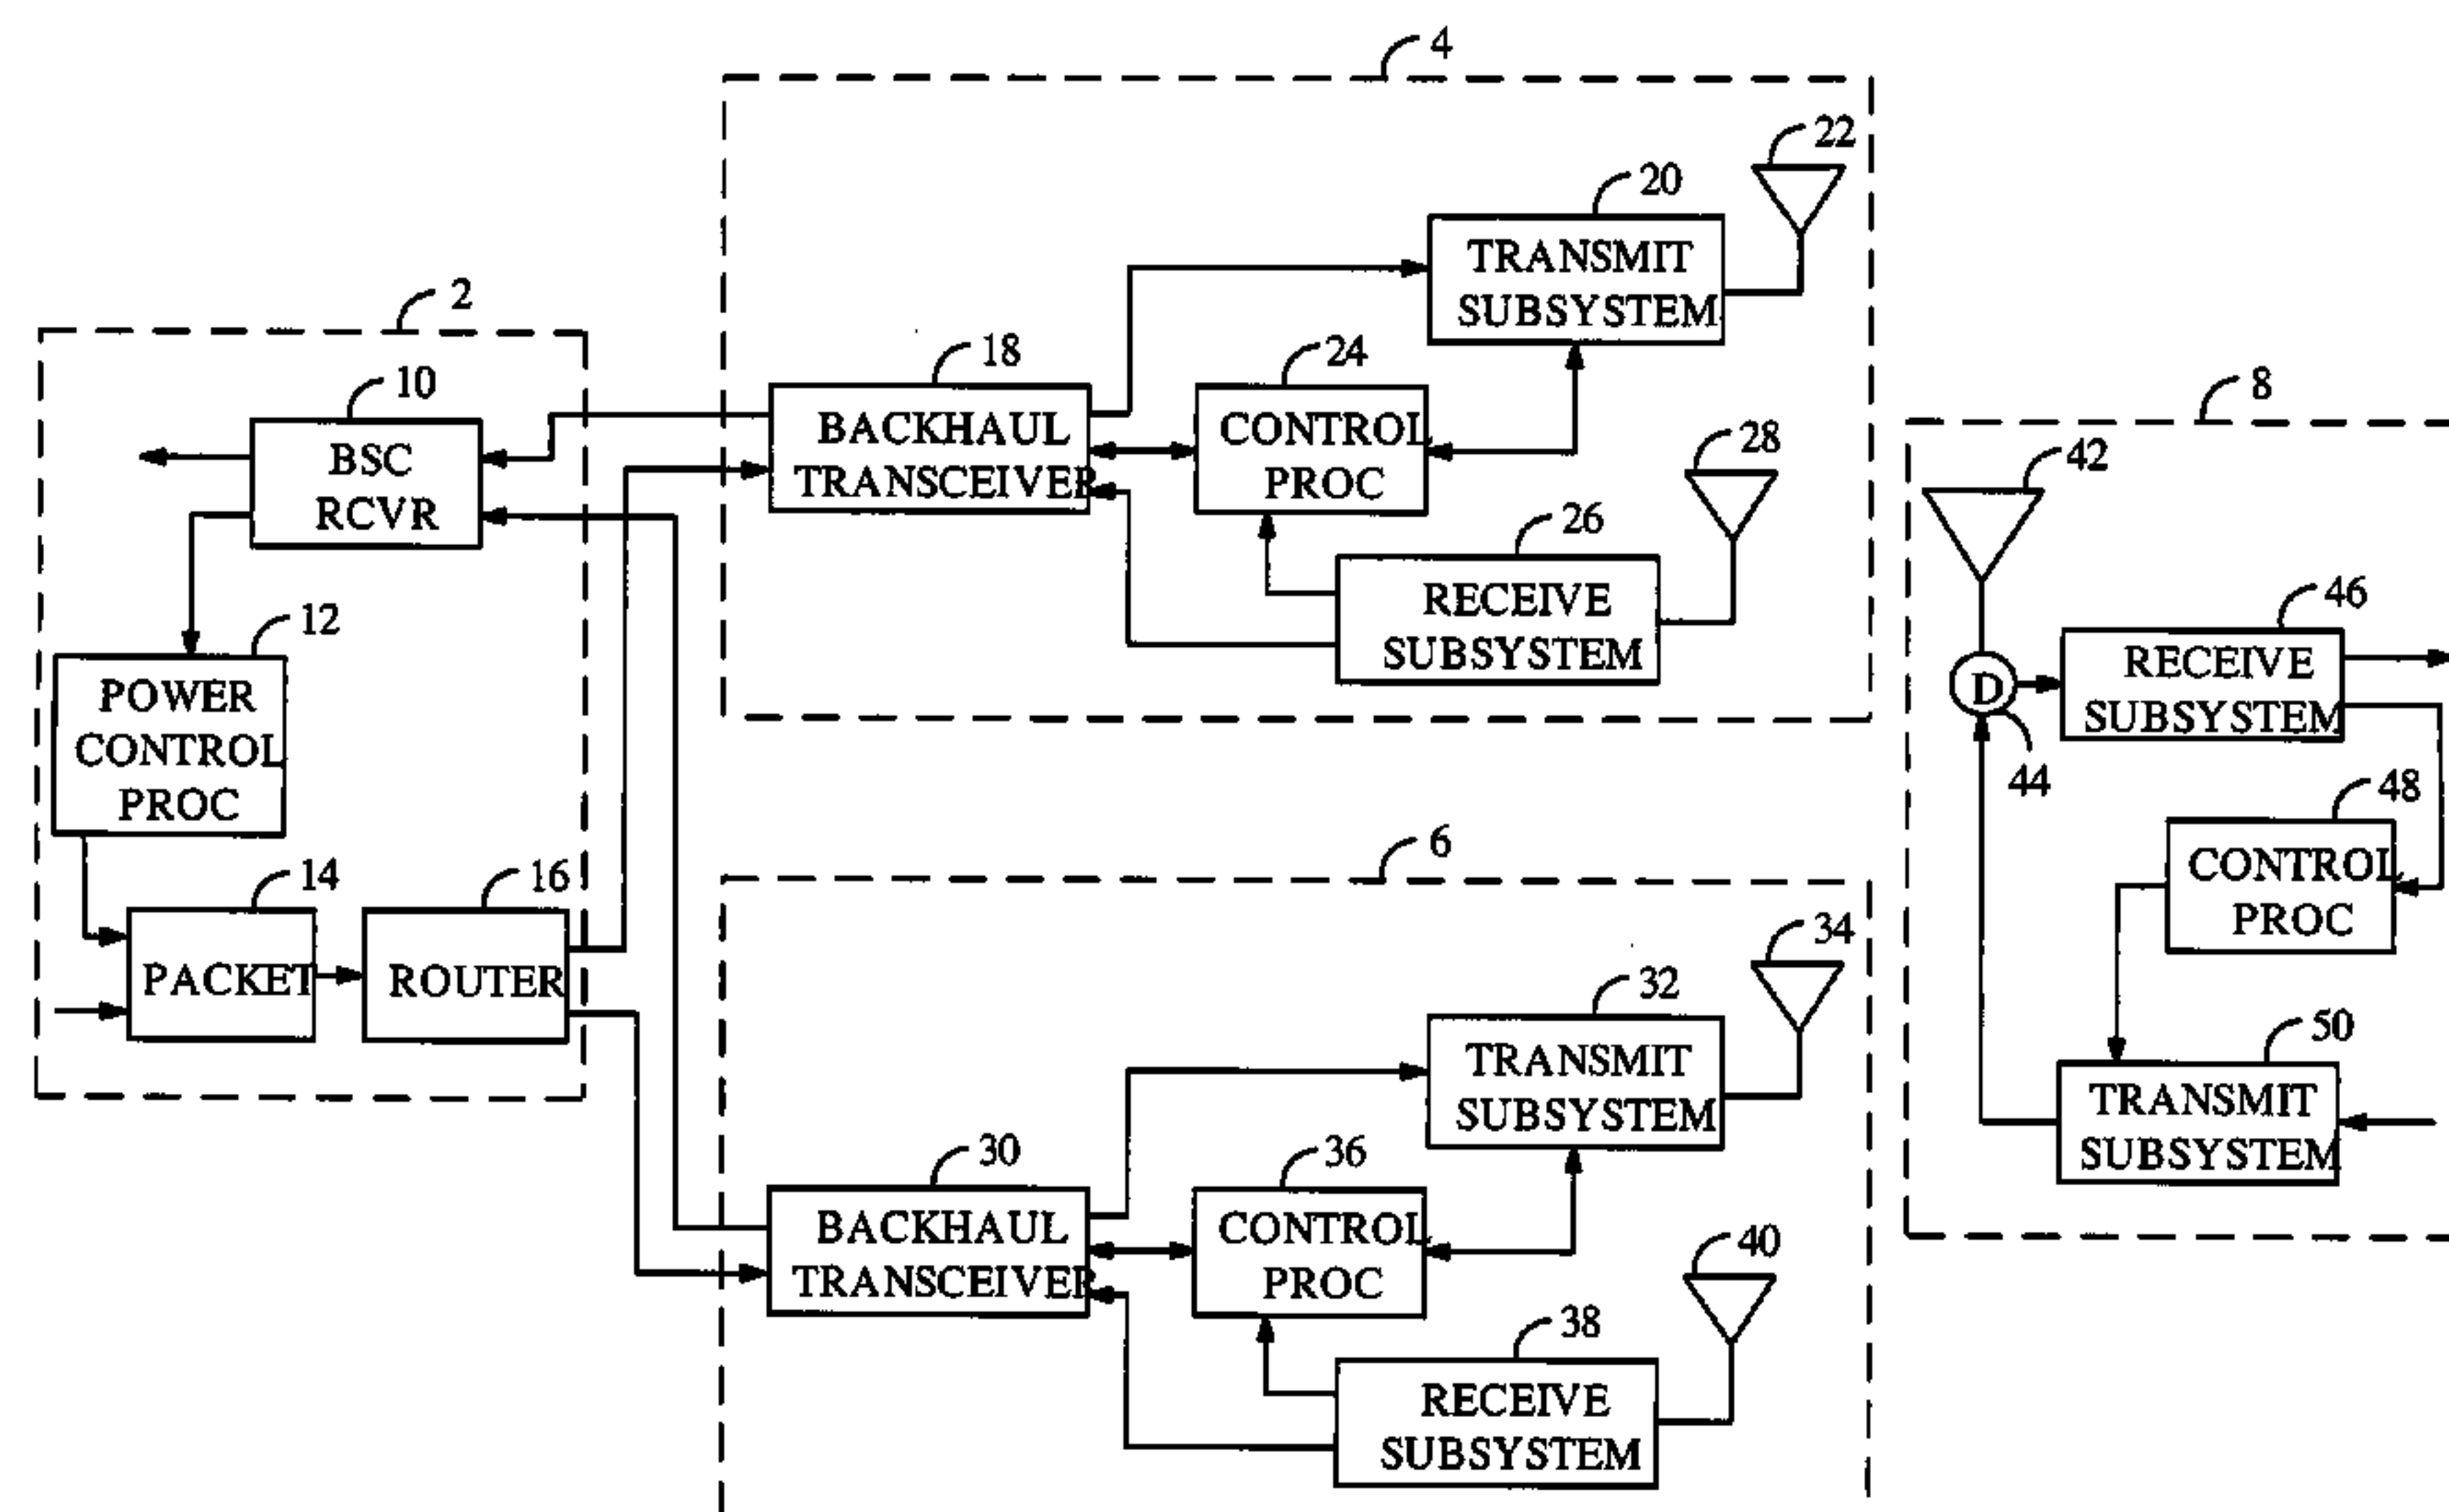 4
22
20
TRANSMIT
SUBSYSTEM
2
18
24
10
BACKHAUL
TRANSCEIVER
CONTROL
PROC
28
8
BSC
RCVR
42
26
RECEIVE
SUBSYSTEM
12
46
RECEIVE
SUBSYSTEM
D
44
POWER
CONTROL
PROC
48
CONTROL
PROC
6
14
16
PACKET
ROUTER
34
32
TRANSMIT
SUBSYSTEM
50
TRANSMIT
SUBSYSTEM
30
36
BACKHAUL
TRANSCEIVER
CONTROL
PROC
40
38
RECEIVE
SUBSYSTEM